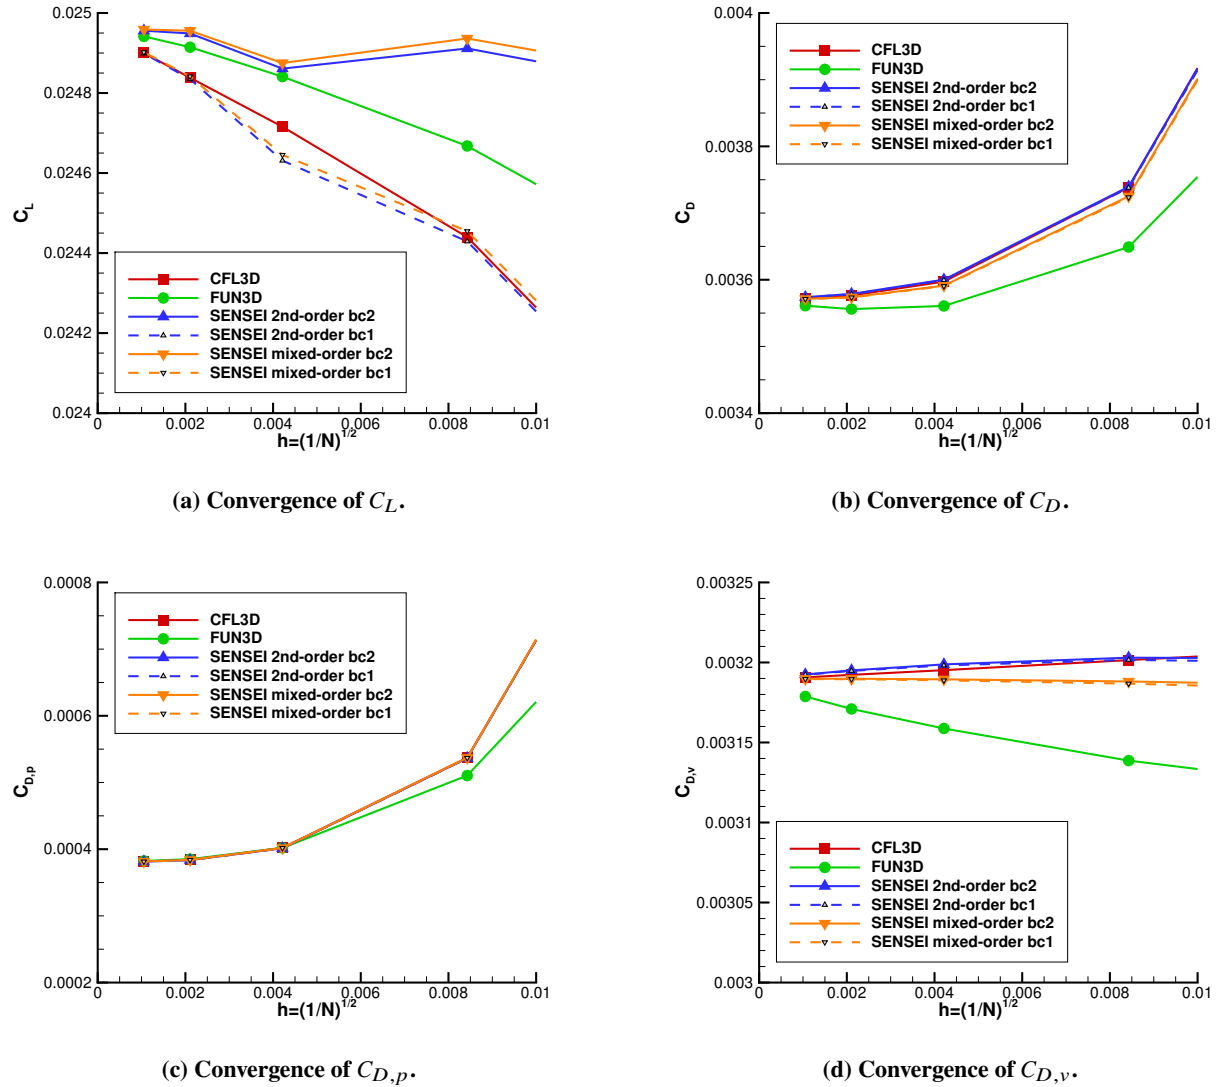 0.025
0.0248
0.0246
0.0244
0.0242
0.024
C_L
CFL3D
FUN3D
SENSEI 2nd-order bc2
SENSEI 2nd-order bc1
SENSEI mixed-order bc2
SENSEI mixed-order bc1
0 0.002 0.004 0.006 0.008 0.01
h=(1/N)^{1/2}
(a) Convergence of C_L.
0.004
0.0038
0.0036
0.0034
C_D
CFL3D
FUN3D
SENSEI 2nd-order bc2
SENSEI 2nd-order bc1
SENSEI mixed-order bc2
SENSEI mixed-order bc1
0 0.002 0.004 0.006 0.008 0.01
h=(1/N)^{1/2}
(b) Convergence of C_D.
0.0008
0.0006
0.0004
0.0002
C_{D,p}
CFL3D
FUN3D
SENSEI 2nd-order bc2
SENSEI 2nd-order bc1
SENSEI mixed-order bc2
SENSEI mixed-order bc1
0 0.002 0.004 0.006 0.008 0.01
h=(1/N)^{1/2}
(c) Convergence of C_{D,p}.
0.00325
0.0032
0.00315
0.0031
0.00305
0.003
C_{D,v}
CFL3D
FUN3D
SENSEI 2nd-order bc2
SENSEI 2nd-order bc1
SENSEI mixed-order bc2
SENSEI mixed-order bc1
0 0.002 0.004 0.006 0.008 0.01
h=(1/N)^{1/2}
(d) Convergence of C_{D,v}.